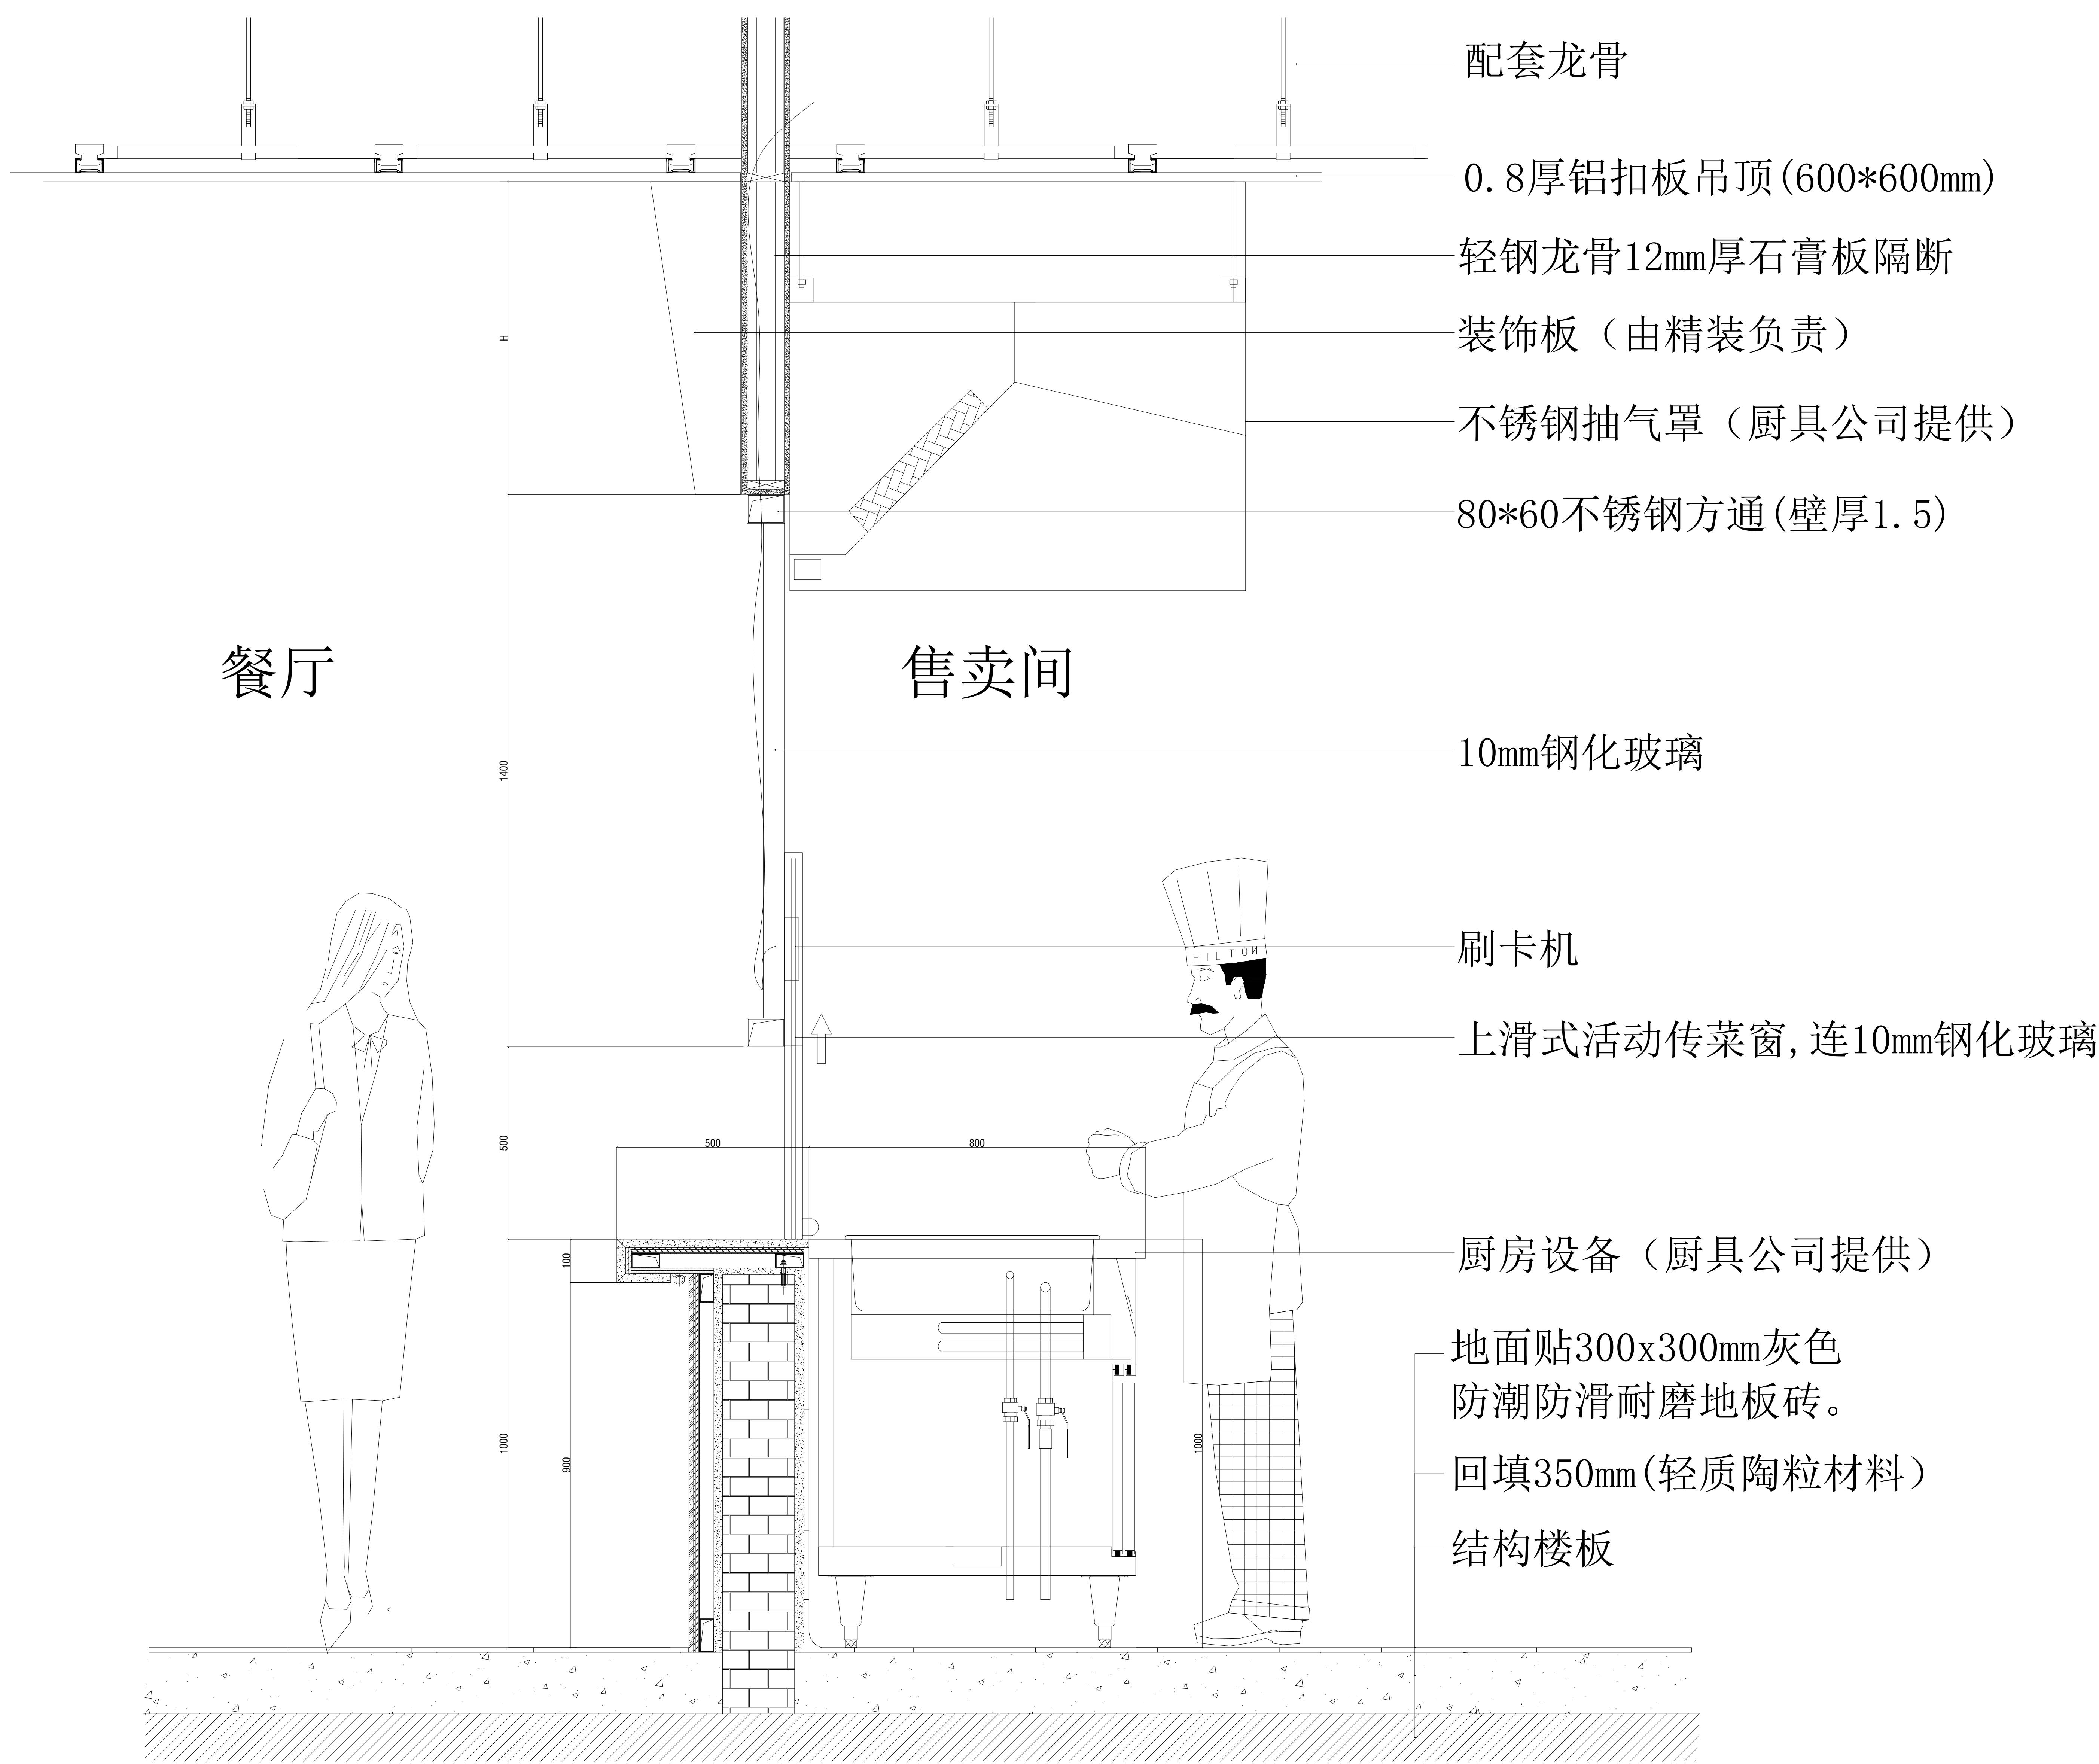 配套龙骨
0.8厚铝扣板吊顶(600*600mm)
轻钢龙骨12mm厚石膏板隔断
装饰板（由精装负责）
H
不锈钢抽气罩（厨具公司提供）
80*60不锈钢方通(壁厚1.5)
餐厅
售卖间
10mm钢化玻璃
1400
刷卡机
HILTON
上滑式活动传菜窗,连10mm钢化玻璃
500
500
800
厨房设备（厨具公司提供）
100
地面贴300x300mm灰色
防潮防滑耐磨地板砖。
1000
900
1000
回填350mm(轻质陶粒材料）
结构楼板